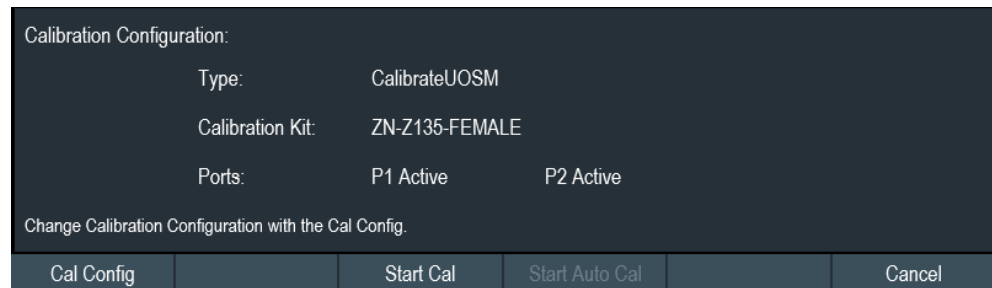 Calibration Configuration:
Type: CalibrateUOSM
Calibration Kit: ZN-Z135-FEMALE
Ports: P1 Active P2 Active
Change Calibration Configuration with the Cal Config.
Cal Config Start Cal Start Auto Cal Cancel